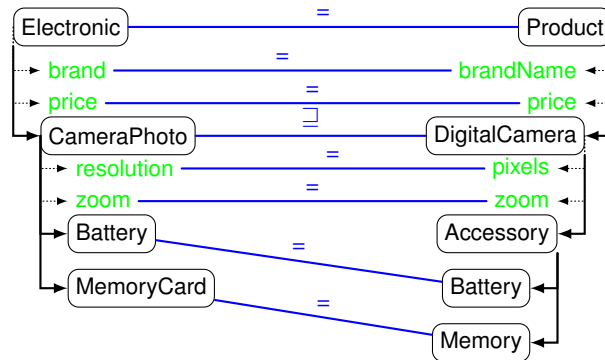 Electronic = Product
brand = brandName
price = price
CameraPhoto ⊒ DigitalCamera
resolution = pixels
zoom = zoom
Battery Accessory
= 
MemoryCard Battery
=
Memory